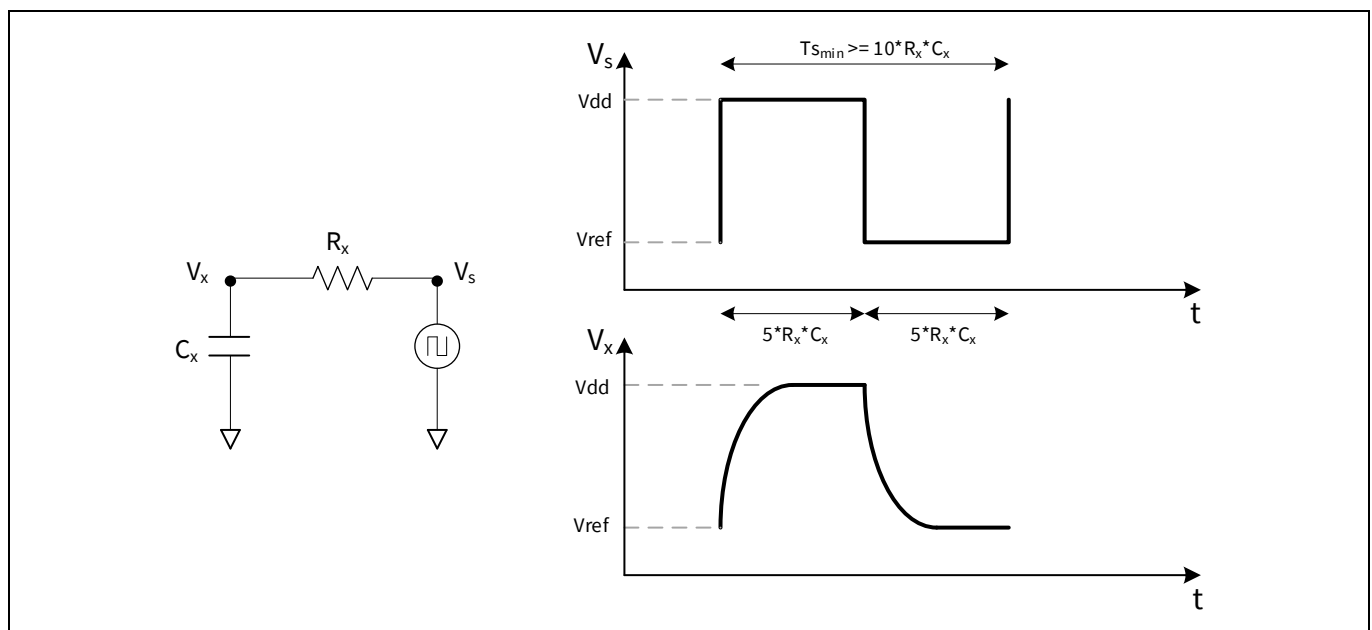 V_x
R_x
V_s
C_x
V_s
Ts_min >= 10*R_x*C_x
Vdd
Vref
t
5*R_x*C_x
5*R_x*C_x
V_x
Vdd
Vref
t